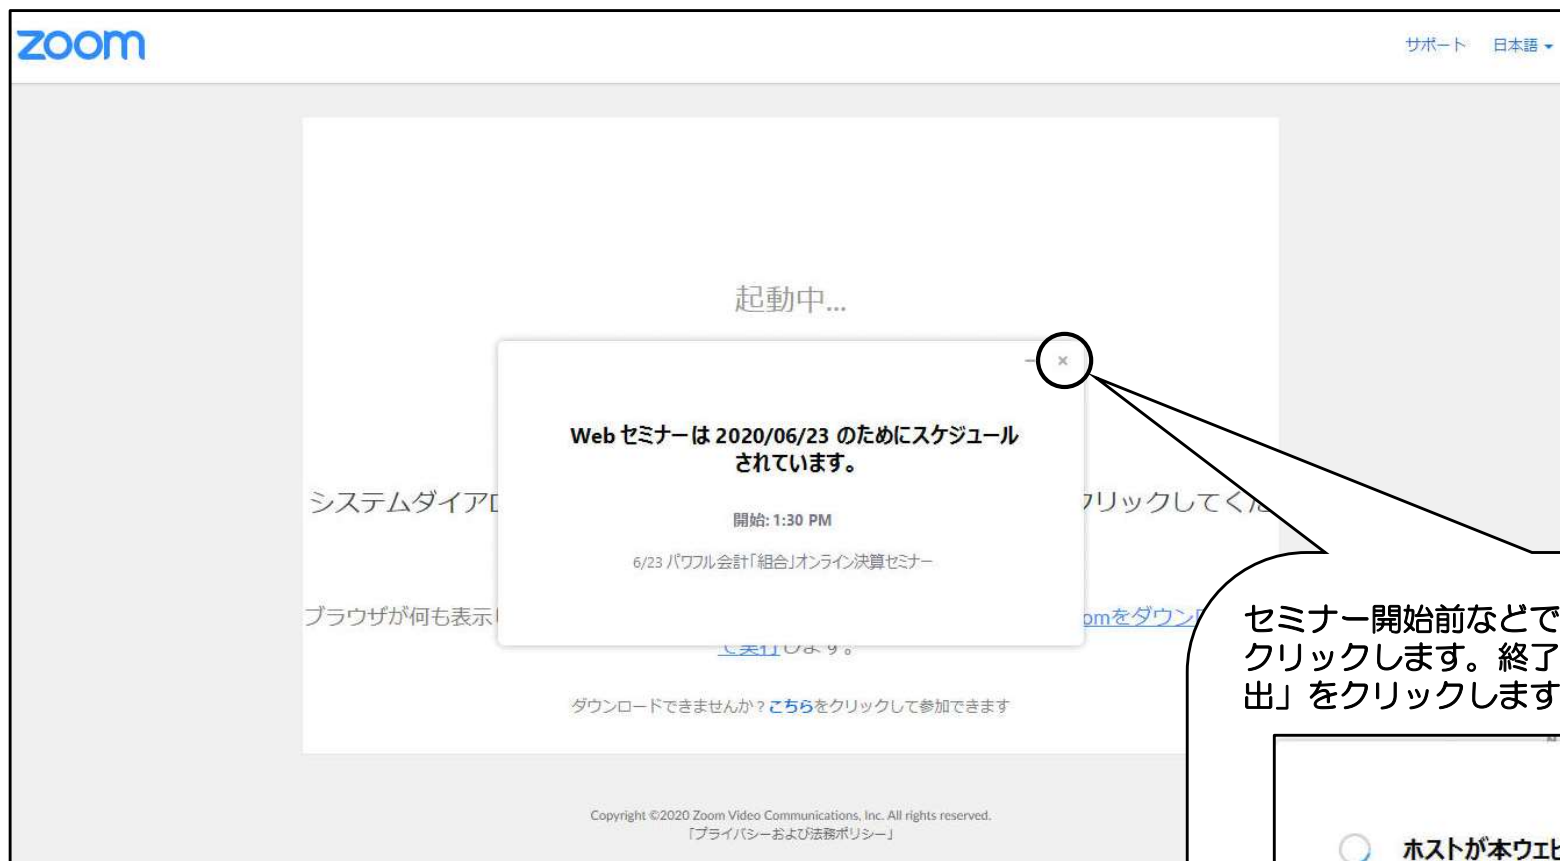 zoom
サポート 日本語
起動中...
Web セミナーは 2020/06/23 のためにスケジュール
されています。
開始: 1:30 PM
6/23 パワフル会計「組合」オンライン決算セミナー
システムダイアロ クリックしてくだ
ブラウザが何も表示 omをダウン
て実行します。
ダウンロードできませんか？こちらをクリックして参加できます
Copyright ©2020 Zoom Video Communications, Inc. All rights reserved.
「プライバシーおよび法務ポリシー」
セミナー開始前などで
クリックします。終了
出」をクリックします
ホストが本ウェビ